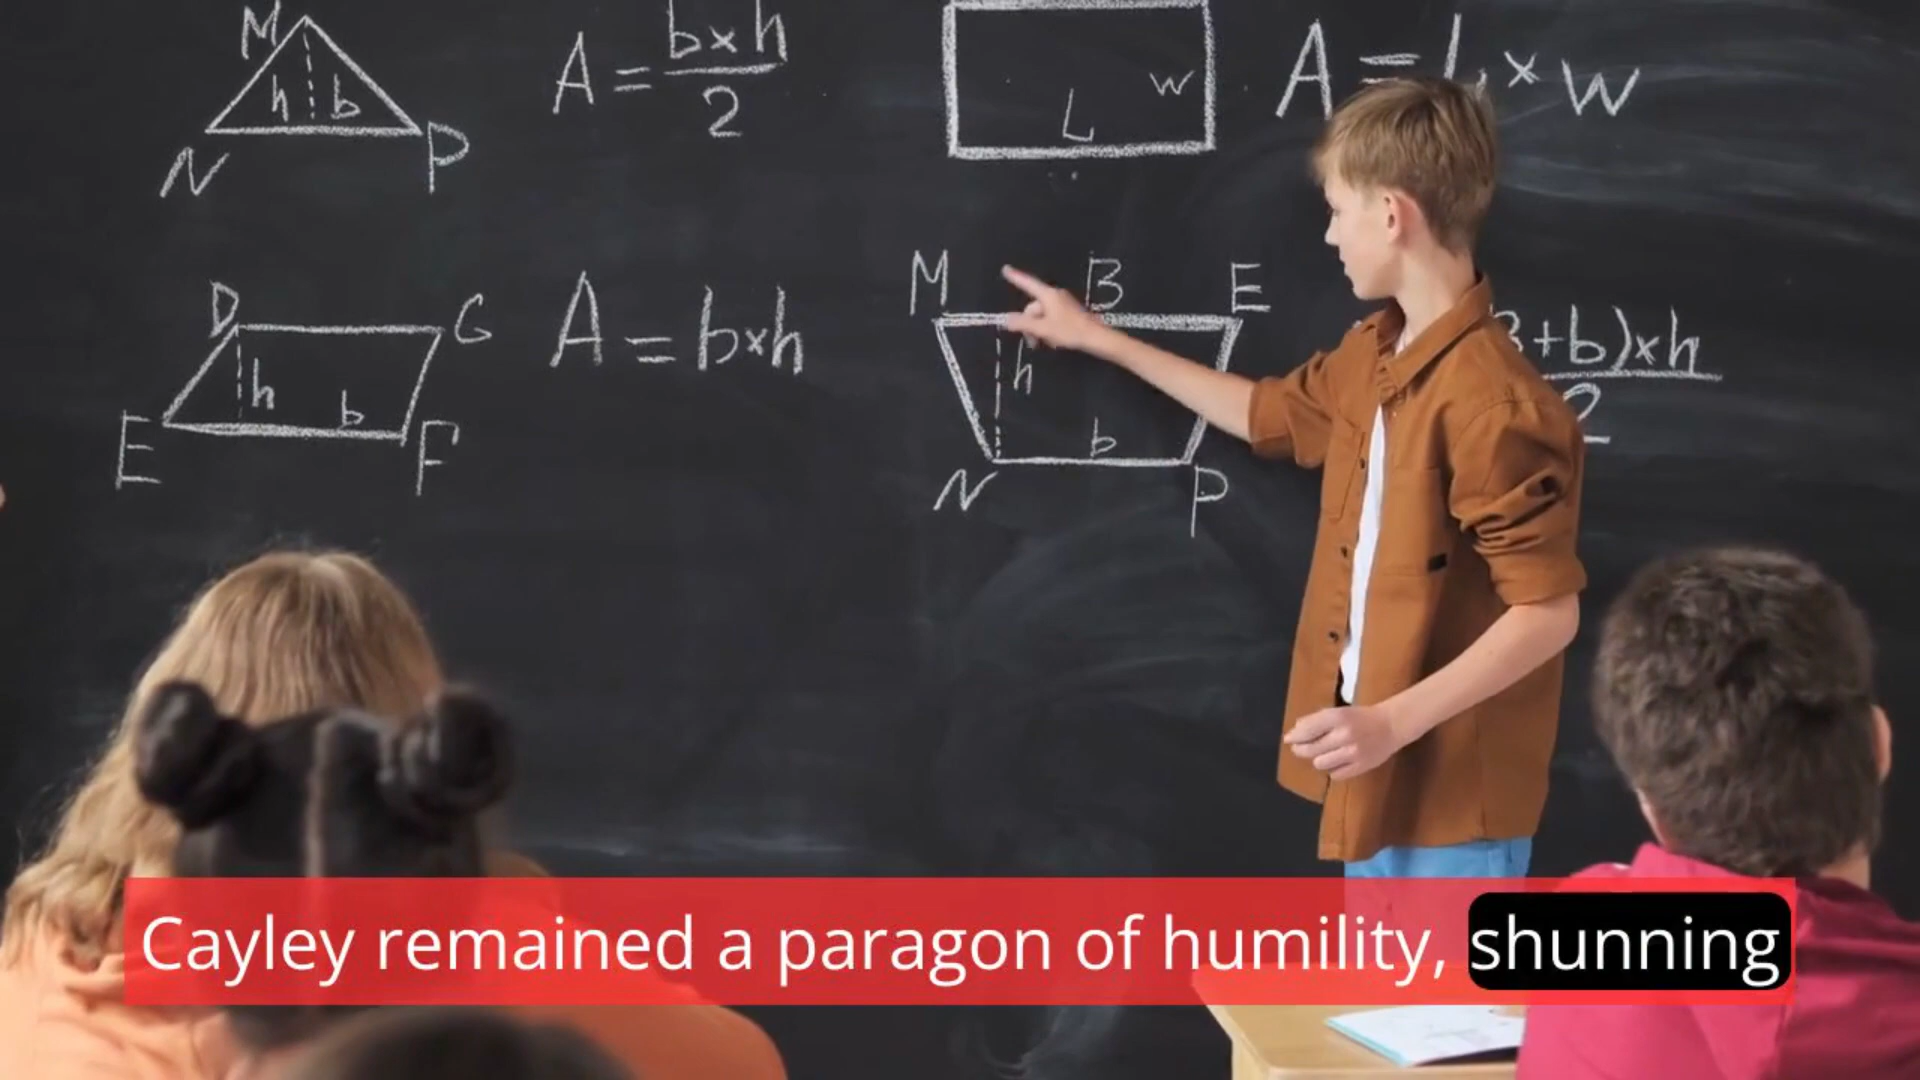 M
h b
N P
A = b×h
2
L w
A = L × w
D G
h b
E F
A = b×h
M B E
h
b
N P
+b)×h
2
Cayley remained a paragon of humility, shunning